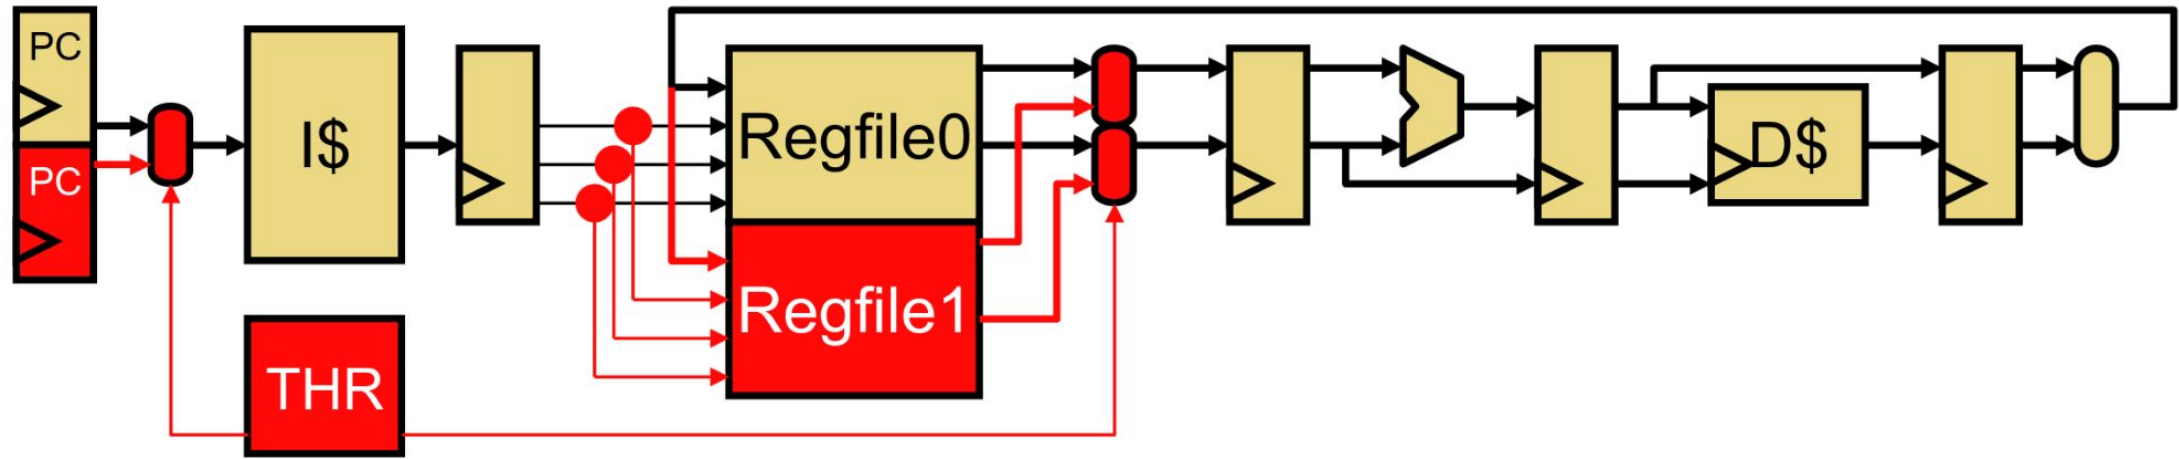 PC
PC
I$
THR
Regfile0
Regfile1
D$